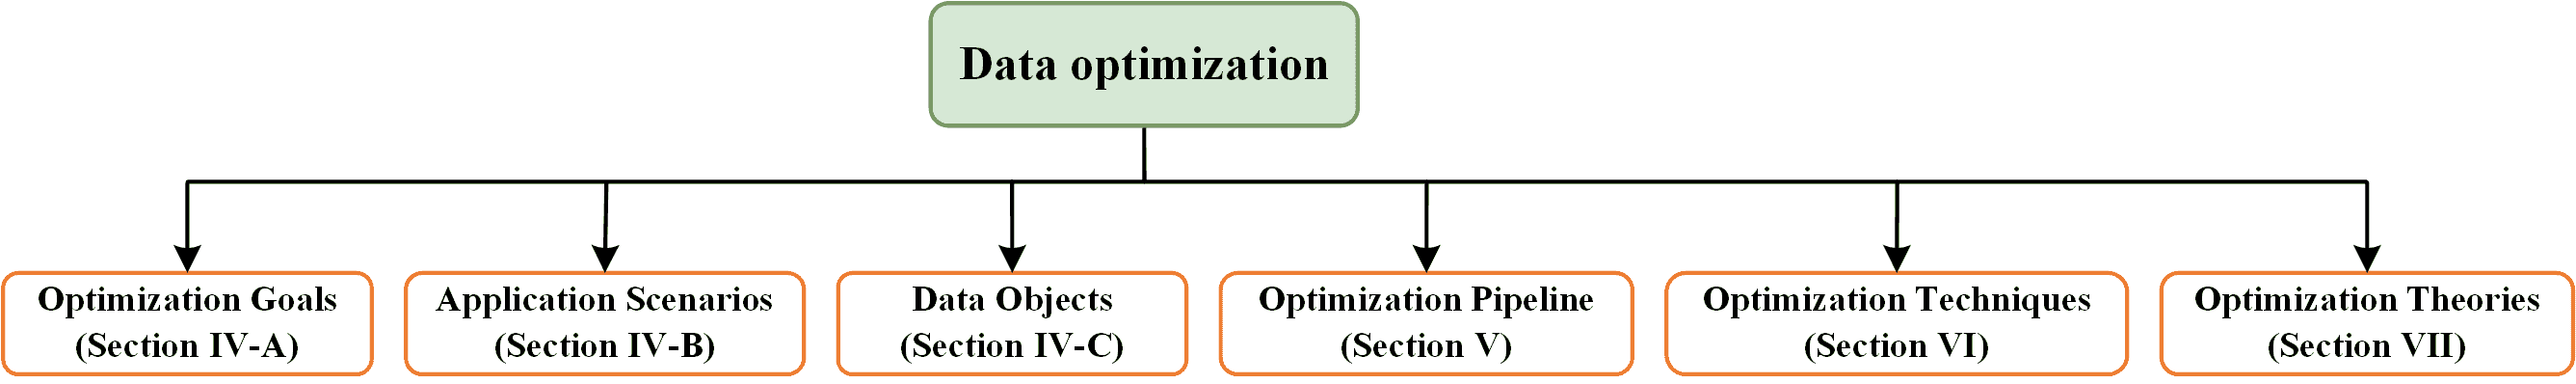 Data optimization
Optimization Goals
(Section IV-A)
Application Scenarios
(Section IV-B)
Data Objects
(Section IV-C)
Optimization Pipeline
(Section V)
Optimization Techniques
(Section VI)
Optimization Theories
(Section VII)